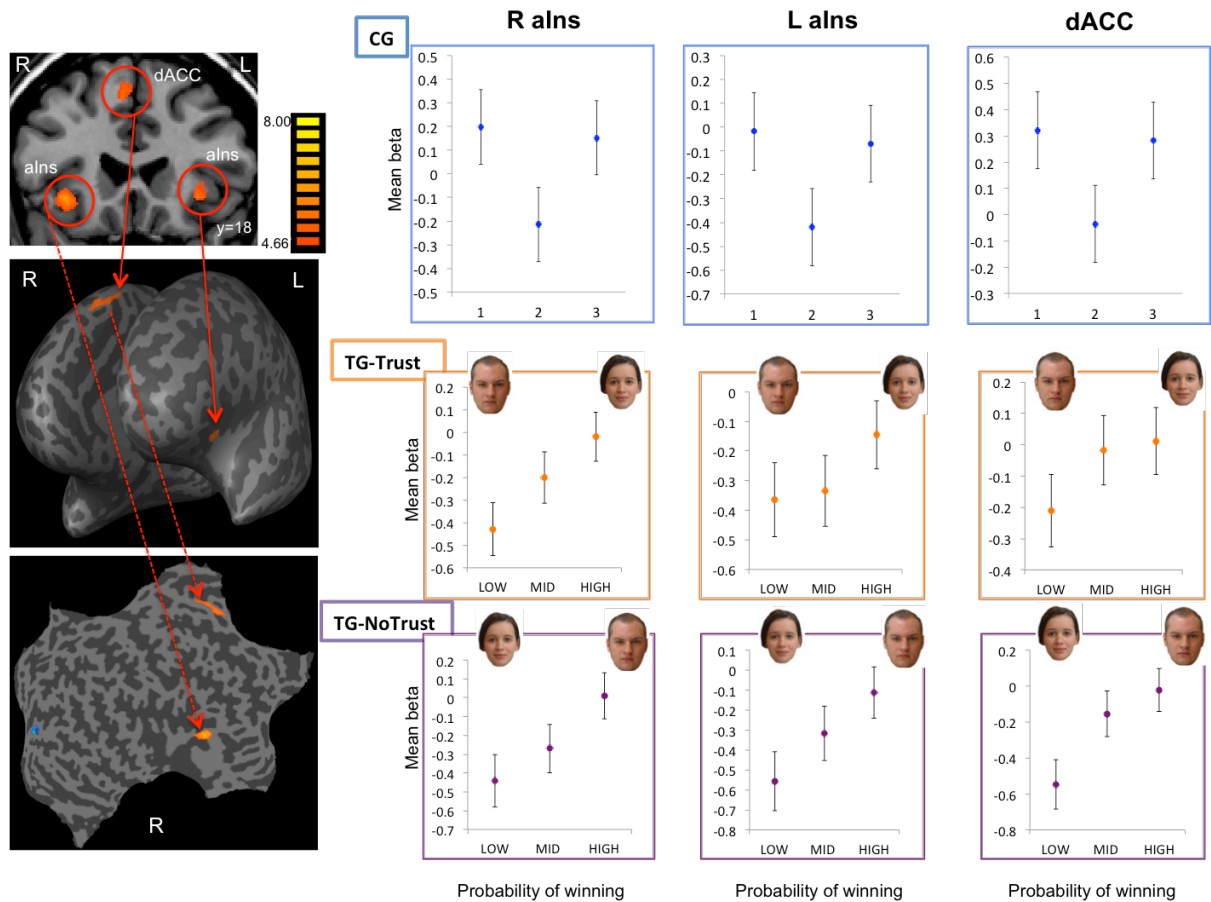 R aIns
L aIns
dACC
CG
R
L
dACC
aIns
aIns
y=18
8.00
4.66
R
L
R
Mean beta
0.5
0.4
0.3
0.2
0.1
0
-0.1
-0.2
-0.3
-0.4
-0.5
1 2 3
0.3
0.2
0.1
0
-0.1
-0.2
-0.3
-0.4
-0.5
-0.6
-0.7
1 2 3
0.6
0.5
0.4
0.3
0.2
0.1
0
-0.1
-0.2
-0.3
1 2 3
TG-Trust
Mean beta
0.2
0.1
0
-0.1
-0.2
-0.3
-0.4
-0.5
-0.6
LOW MID HIGH
0
-0.1
-0.2
-0.3
-0.4
-0.5
-0.6
LOW MID HIGH
0.2
0.1
0
-0.1
-0.2
-0.3
-0.4
LOW MID HIGH
TG-NoTrust
Mean beta
0.2
0.1
0
-0.1
-0.2
-0.3
-0.4
-0.5
-0.6
-0.7
LOW MID HIGH
0.1
0
-0.1
-0.2
-0.3
-0.4
-0.5
-0.6
-0.7
-0.8
LOW MID HIGH
0.2
0
-0.2
-0.4
-0.6
-0.8
LOW MID HIGH
Probability of winning
Probability of winning
Probability of winning